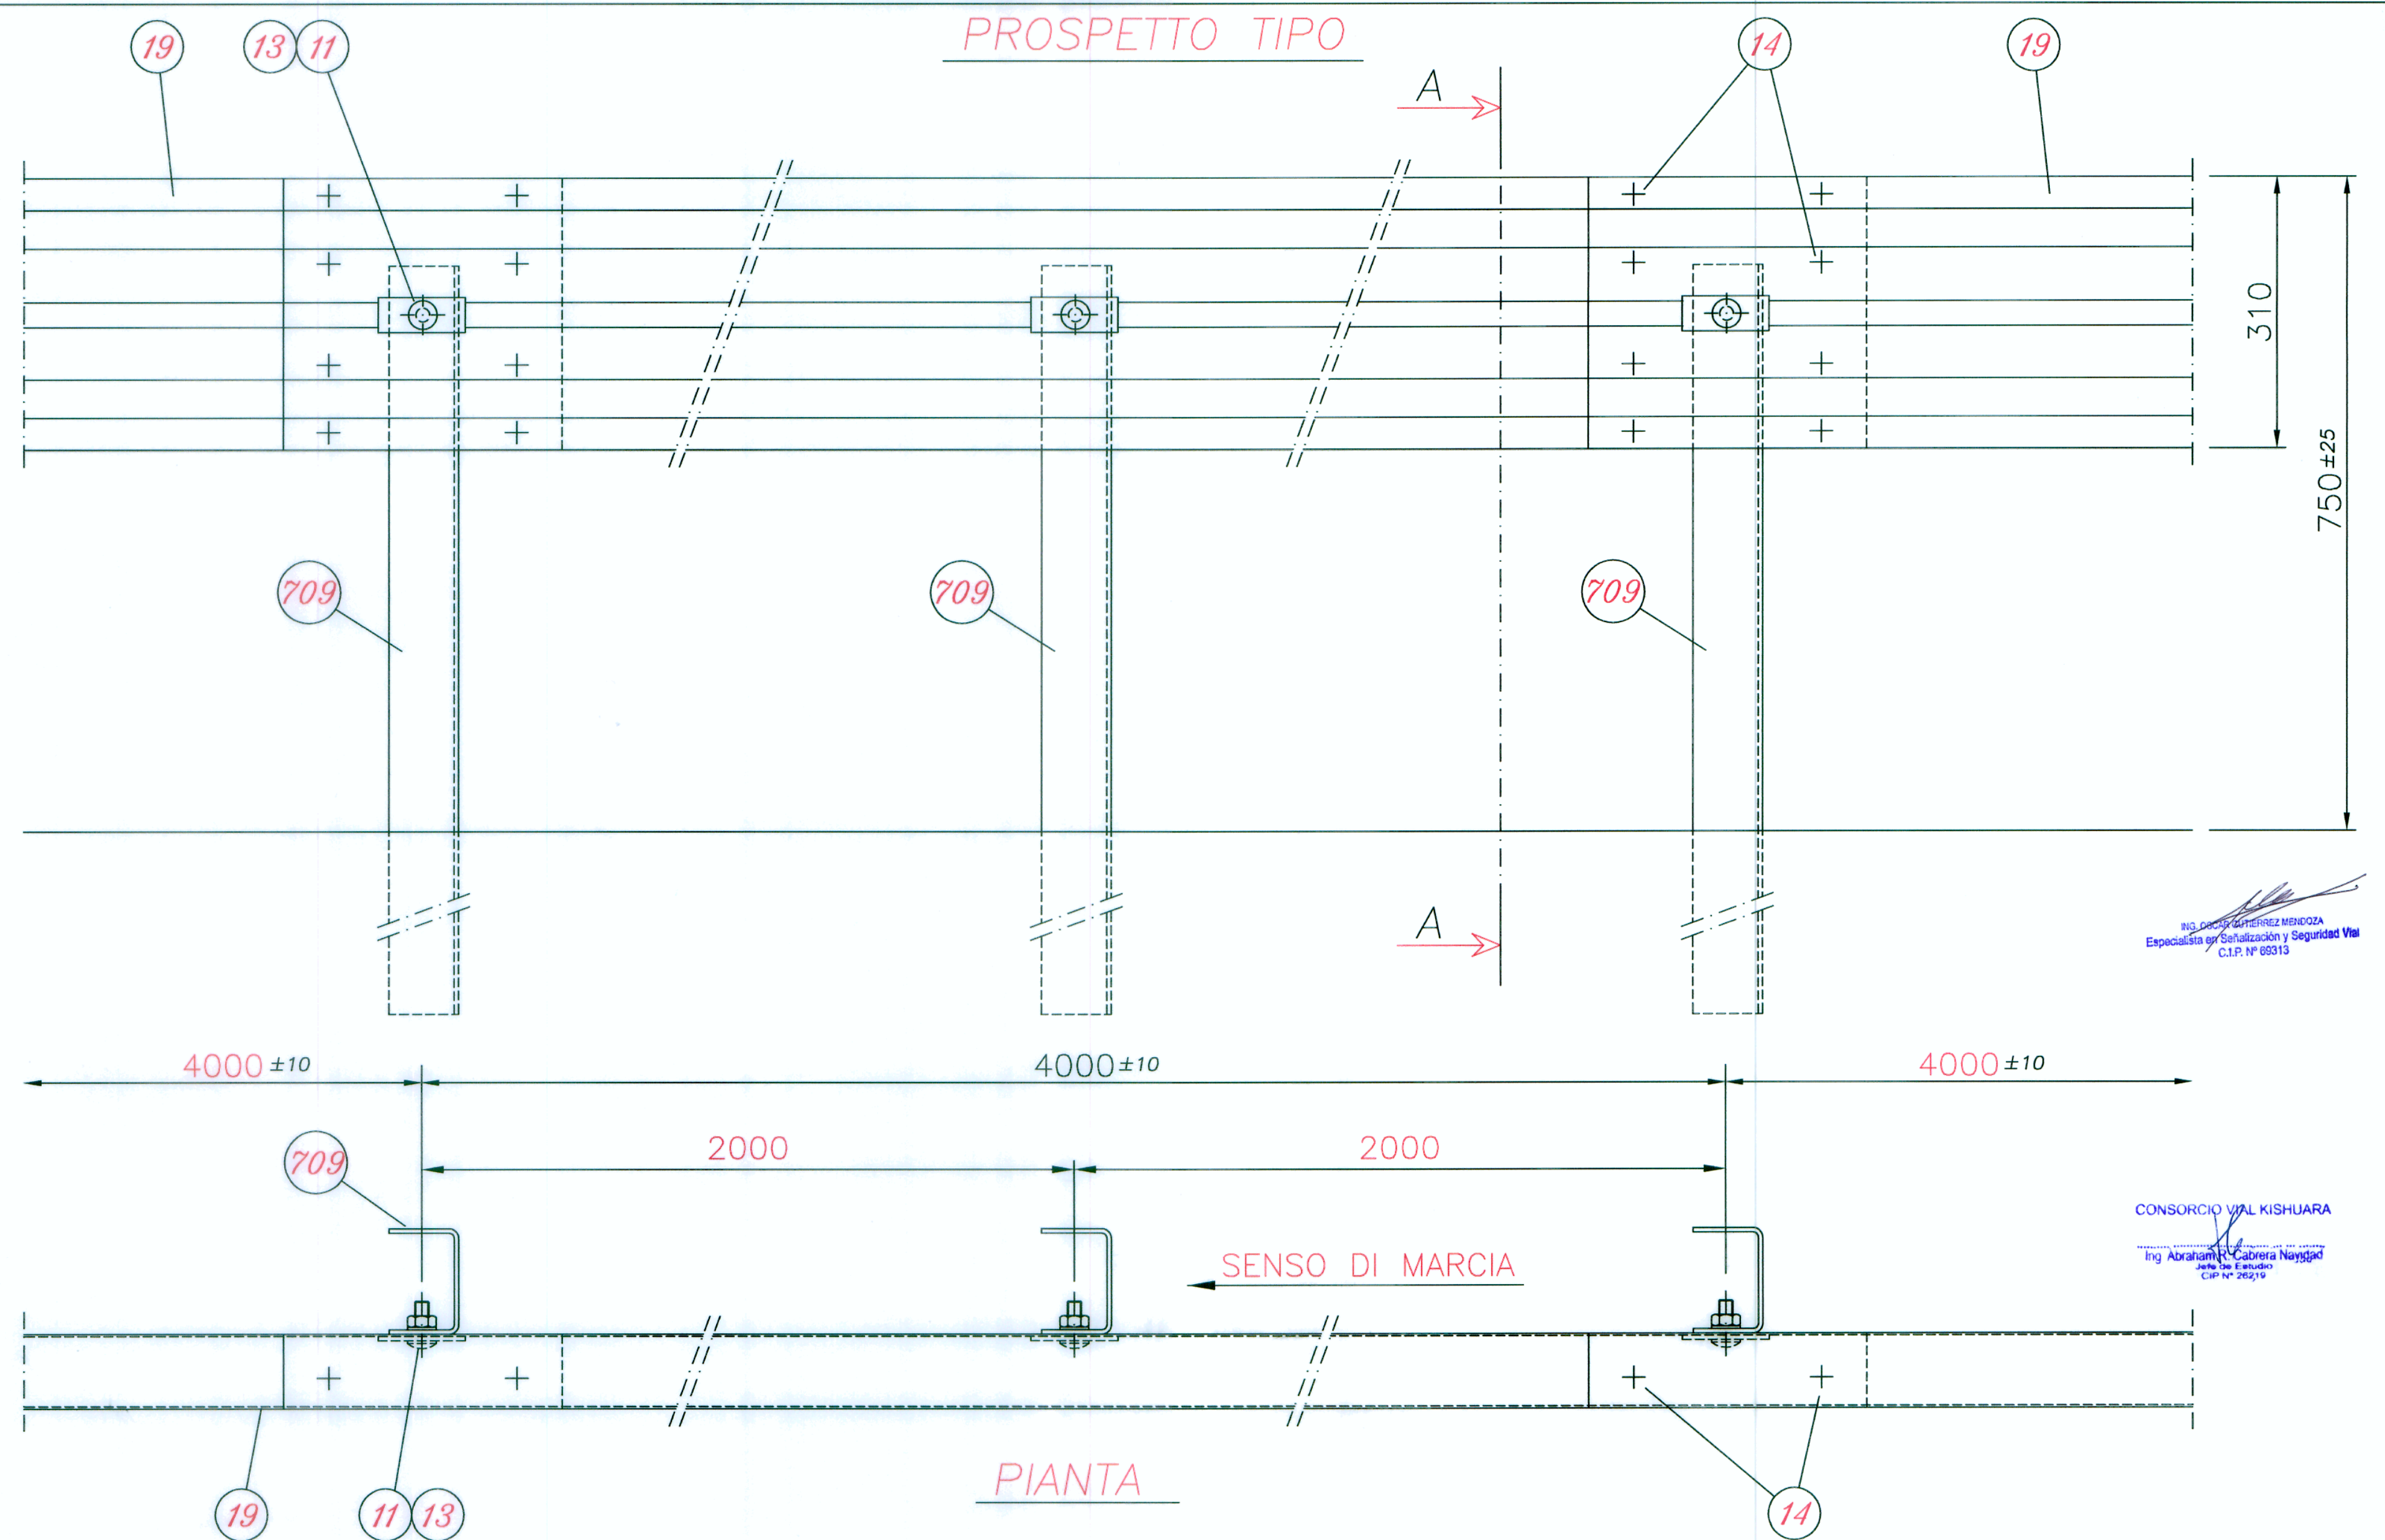 PROSPETTO TIPO
19
13 11
14
19
A
310
750±25
709
709
709
A
ING. OSCAR GUTIERREZ MENDOZA
Especialista en Señalización y Seguridad Vial
C.I.P. Nº 69313
4000 ±10
4000±10
4000 ±10
709
2000
2000
SENSO DI MARCIA
CONSORCIO VIAL KISHUARA
Ing Abraham R. Cabrera Navidad
Jefe de Estudio
CIP Nº 26219
PIANTA
19
11 13
14